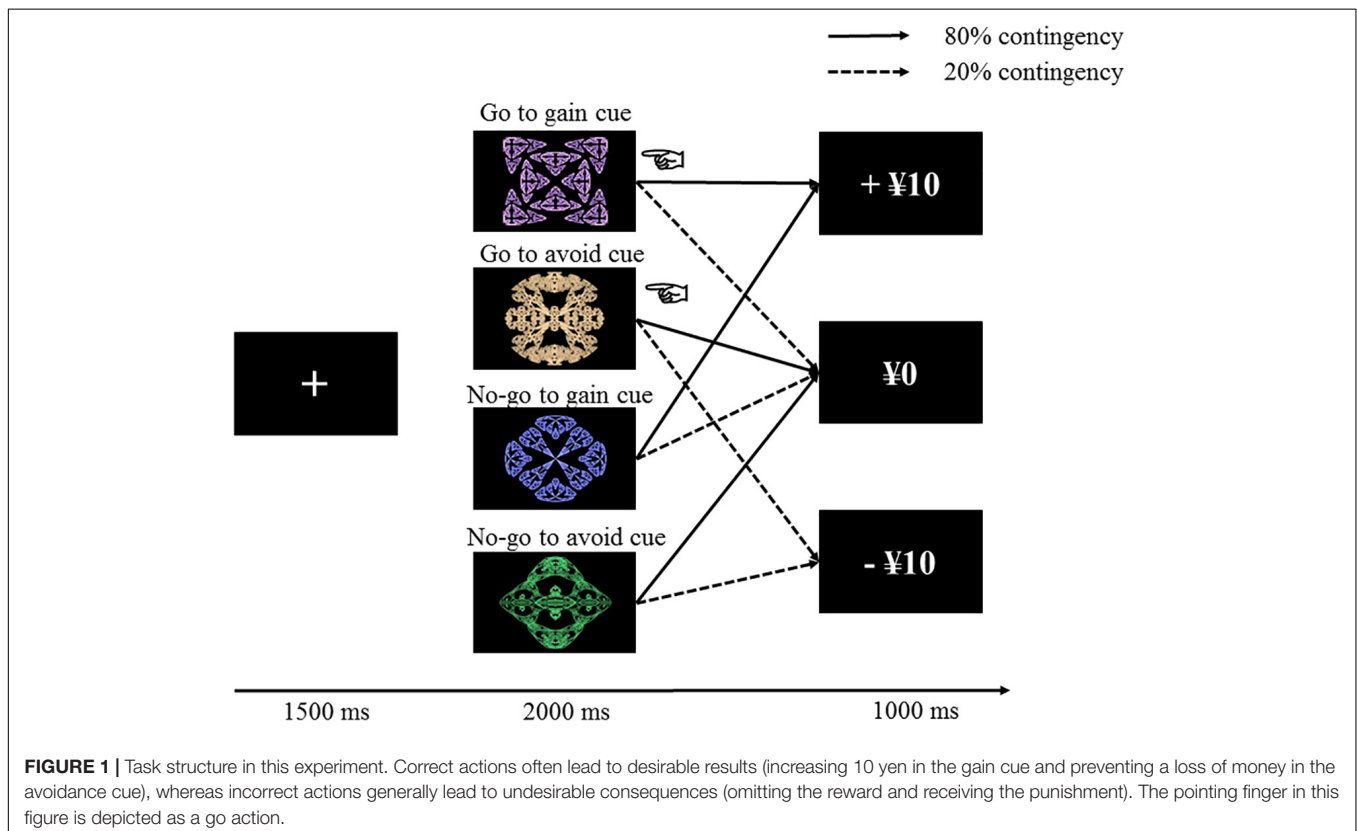 80% contingency
20% contingency
Go to gain cue
Go to avoid cue
No-go to gain cue
No-go to avoid cue
+
+ ¥10
¥0
- ¥10
1500 ms
2000 ms
1000 ms
FIGURE 1 | Task structure in this experiment. Correct actions often lead to desirable results (increasing 10 yen in the gain cue and preventing a loss of money in the
avoidance cue), whereas incorrect actions generally lead to undesirable consequences (omitting the reward and receiving the punishment). The pointing finger in this
figure is depicted as a go action.